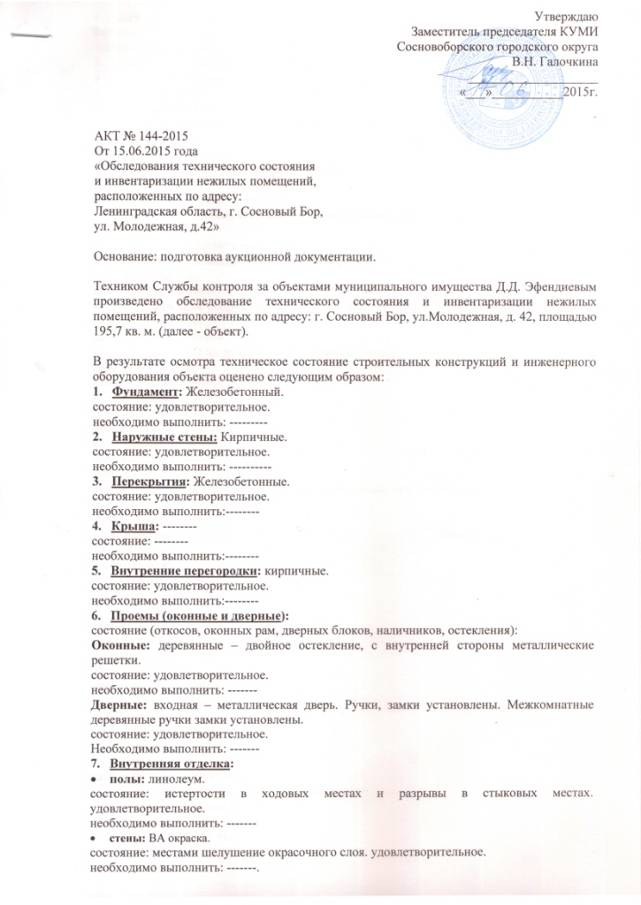 Утверждаю
Заместитель председателя КУМИ
Сосновоборского городского округа
В.Н. Галочкина
«___»___________2015г.
АКТ № 144-2015
От 15.06.2015 года
«Обследования технического состояния
и инвентаризации нежилых помещений,
расположенных по адресу:
Ленинградская область, г. Сосновый Бор,
ул. Молодежная, д.42»
Основание: подготовка аукционной документации.
Техником Службы контроля за объектами муниципального имущества Д.Д. Эфендиевым
произведено обследование технического состояния и инвентаризации нежилых
помещений, расположенных по адресу: г. Сосновый Бор, ул.Молодежная, д. 42, площадью
195,7 кв. м. (далее - объект).
В результате осмотра техническое состояние строительных конструкций и инженерного
оборудования объекта оценено следующим образом:
1. Фундамент: Железобетонный.
состояние: удовлетворительное.
необходимо выполнить: ---------
2. Наружные стены: Кирпичные.
состояние: удовлетворительное.
необходимо выполнить: ----------
3. Перекрытия: Железобетонные.
состояние: удовлетворительное.
необходимо выполнить:--------
4. Крыша: --------
состояние: --------
необходимо выполнить:--------
5. Внутренние перегородки: кирпичные.
состояние: удовлетворительное.
необходимо выполнить:--------
6. Проемы (оконные и дверные):
состояние (откосов, оконных рам, дверных блоков, наличников, остекления):
Оконные: деревянные – двойное остекление, с внутренней стороны металлические
решетки.
состояние: удовлетворительное.
необходимо выполнить: -------
Дверные: входная – металлическая дверь. Ручки, замки установлены. Межкомнатные
деревянные ручки замки установлены.
состояние: удовлетворительное.
Необходимо выполнить: -------
7. Внутренняя отделка:
• полы: линолеум.
состояние: истертости в ходовых местах и разрывы в стыковых местах.
удовлетворительное.
необходимо выполнить: -------
• стены: ВА окраска.
состояние: местами шелушение окрасочного слоя. удовлетворительное.
необходимо выполнить: -------.